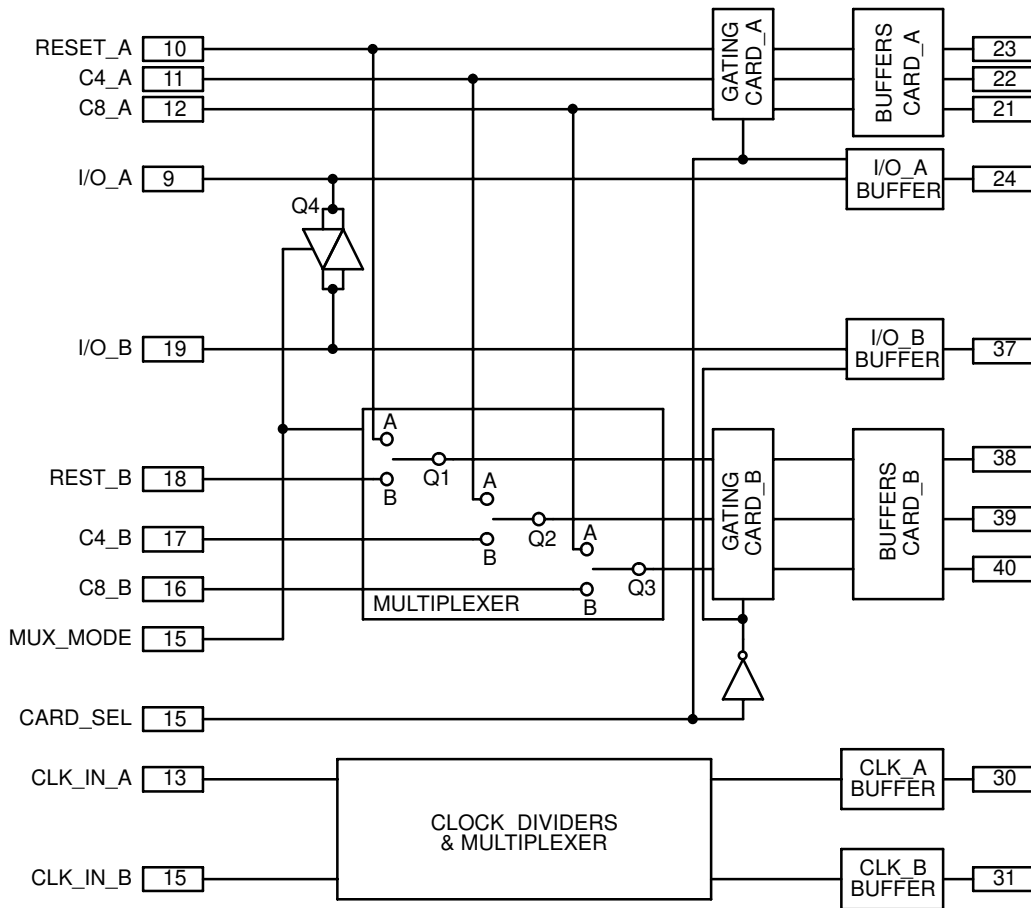 RESET_A 10
C4_A 11
C8_A 12
I/O_A 9
GATING
CARD_A
BUFFERS
CARD_A
23
22
21
I/O_A
BUFFER
24
Q4
I/O_B 19
I/O_B
BUFFER
37
A
B
Q1
A
B
Q2
A
B
Q3
MULTIPLEXER
REST_B 18
C4_B 17
C8_B 16
MUX_MODE 15
GATING
CARD_B
BUFFERS
CARD_B
38
39
40
CARD_SEL 15
CLK_IN_A 13
CLK_IN_B 15
CLOCK DIVIDERS
& MULTIPLEXER
CLK_A
BUFFER
30
CLK_B
BUFFER
31